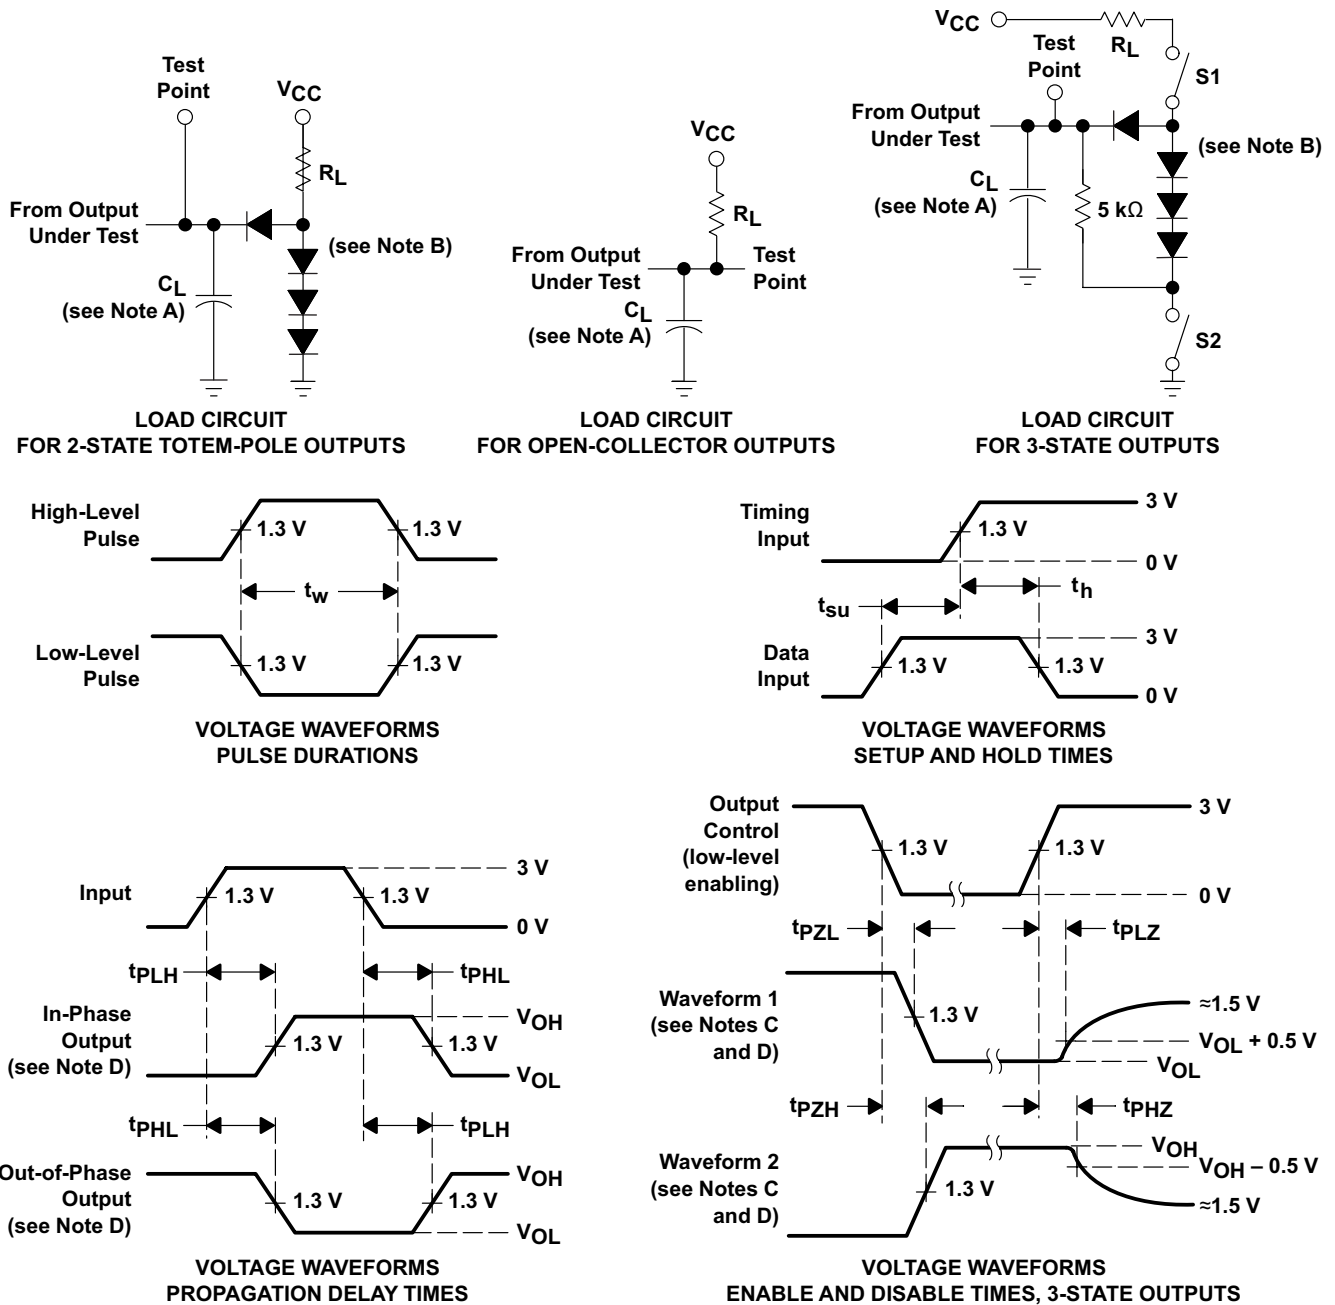 Test
Point
VCC
RL
From Output
Under Test
(see Note B)
CL
(see Note A)
LOAD CIRCUIT
FOR 2-STATE TOTEM-POLE OUTPUTS
VCC
RL
From Output
Under Test
Test
Point
CL
(see Note A)
LOAD CIRCUIT
FOR OPEN-COLLECTOR OUTPUTS
VCC
RL
Test
Point
S1
From Output
Under Test
(see Note B)
CL
(see Note A)
5 kΩ
S2
LOAD CIRCUIT
FOR 3-STATE OUTPUTS
High-Level
Pulse
1.3 V
1.3 V
tw
Low-Level
Pulse
1.3 V
1.3 V
VOLTAGE WAVEFORMS
PULSE DURATIONS
Timing
Input
1.3 V
3 V
0 V
th
tsu
Data
Input
1.3 V
1.3 V
3 V
0 V
VOLTAGE WAVEFORMS
SETUP AND HOLD TIMES
Input
1.3 V
1.3 V
3 V
0 V
tPLH
tPHL
In-Phase
Output
(see Note D)
1.3 V
1.3 V
VOH
VOL
tPHL
tPLH
Out-of-Phase
Output
(see Note D)
1.3 V
1.3 V
VOH
VOL
VOLTAGE WAVEFORMS
PROPAGATION DELAY TIMES
Output
Control
(low-level
enabling)
1.3 V
1.3 V
3 V
0 V
tPZL
tPLZ
Waveform 1
(see Notes C
and D)
1.3 V
≈1.5 V
VOL + 0.5 V
VOL
tPZH
tPHZ
Waveform 2
(see Notes C
and D)
1.3 V
VOH
VOH – 0.5 V
≈1.5 V
VOLTAGE WAVEFORMS
ENABLE AND DISABLE TIMES, 3-STATE OUTPUTS